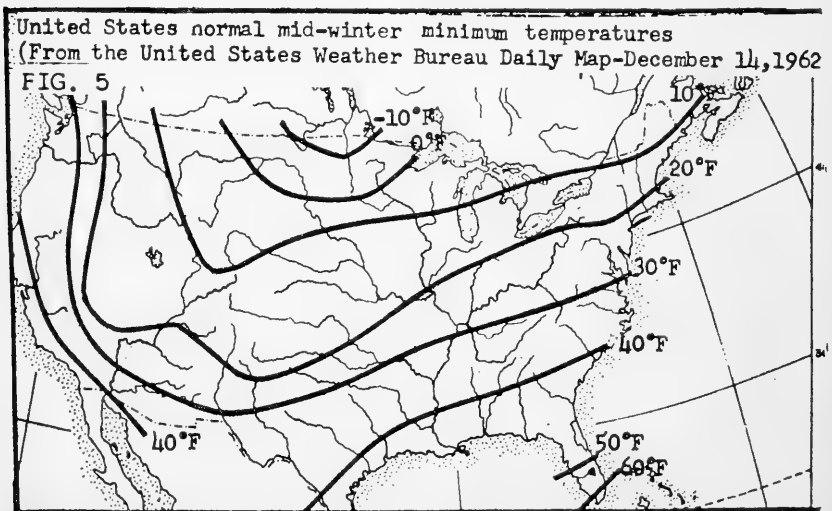 United States normal mid-winter minimum temperatures
(From the United States Weather Bureau Daily Map-December 14,1962
FIG. 5
10°F
-10°F
0°F
20°F
30°F
40°F
40°F
50°F
60°F